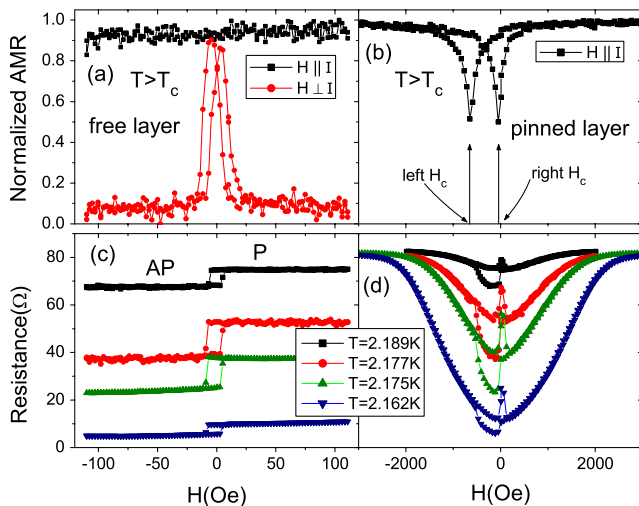 Normalized AMR
1.0
0.8
0.6
0.4
0.2
0.0
(a)
T>Tc
free layer
H || I
H ⊥ I
(b)
T>Tc
H || I
pinned layer
left Hc
right Hc
Resistance(Ω)
80
60
40
20
0
(c)
AP
P
(d)
T=2.189K
T=2.177K
T=2.175K
T=2.162K
-100
-50
0
50
100
-2000
0
2000
H(Oe)
H(Oe)